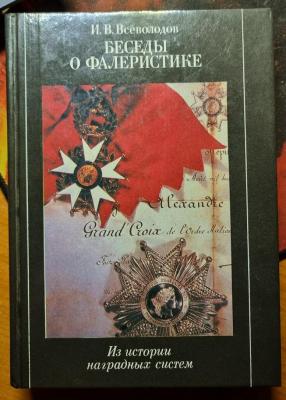 И. В. Всеволодов
БЕСЕДЫ
О ФАЛЕРИСТИКЕ
Alexandre
Grand Croix de l'Ordre
Из истории
наградных систем